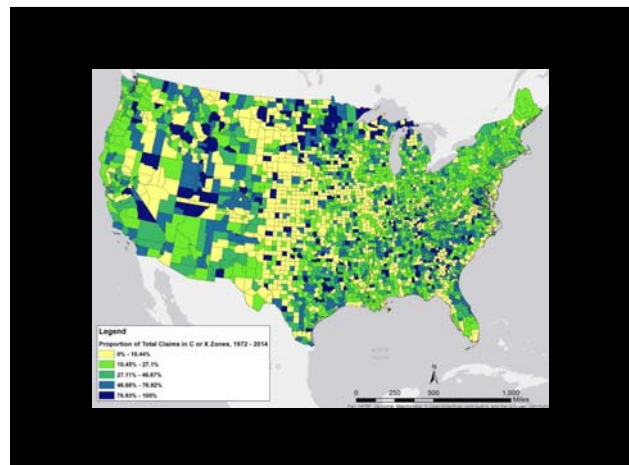 Legend
Proportion of Total Claims in C or X Zones, 1972 - 2014
0% - 10.44%
10.45% - 27.1%
27.11% - 46.67%
46.68% - 76.92%
76.93% - 100%
N
0 250 500 1,000
Miles